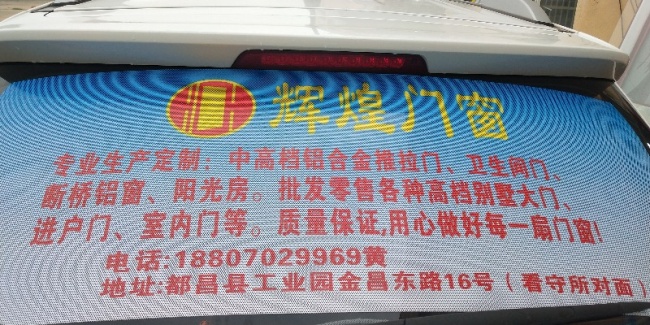 辉煌门窗
专业生产定制：中高档铝合金推拉门、卫生间门、
断桥铝窗、阳光房。批发零售各种高档别墅大门、
进户门、室内门等。质量保证,用心做好每一扇门窗!
电话:18807029969黄
地址:都昌县工业园金昌东路16号（看守所对面）